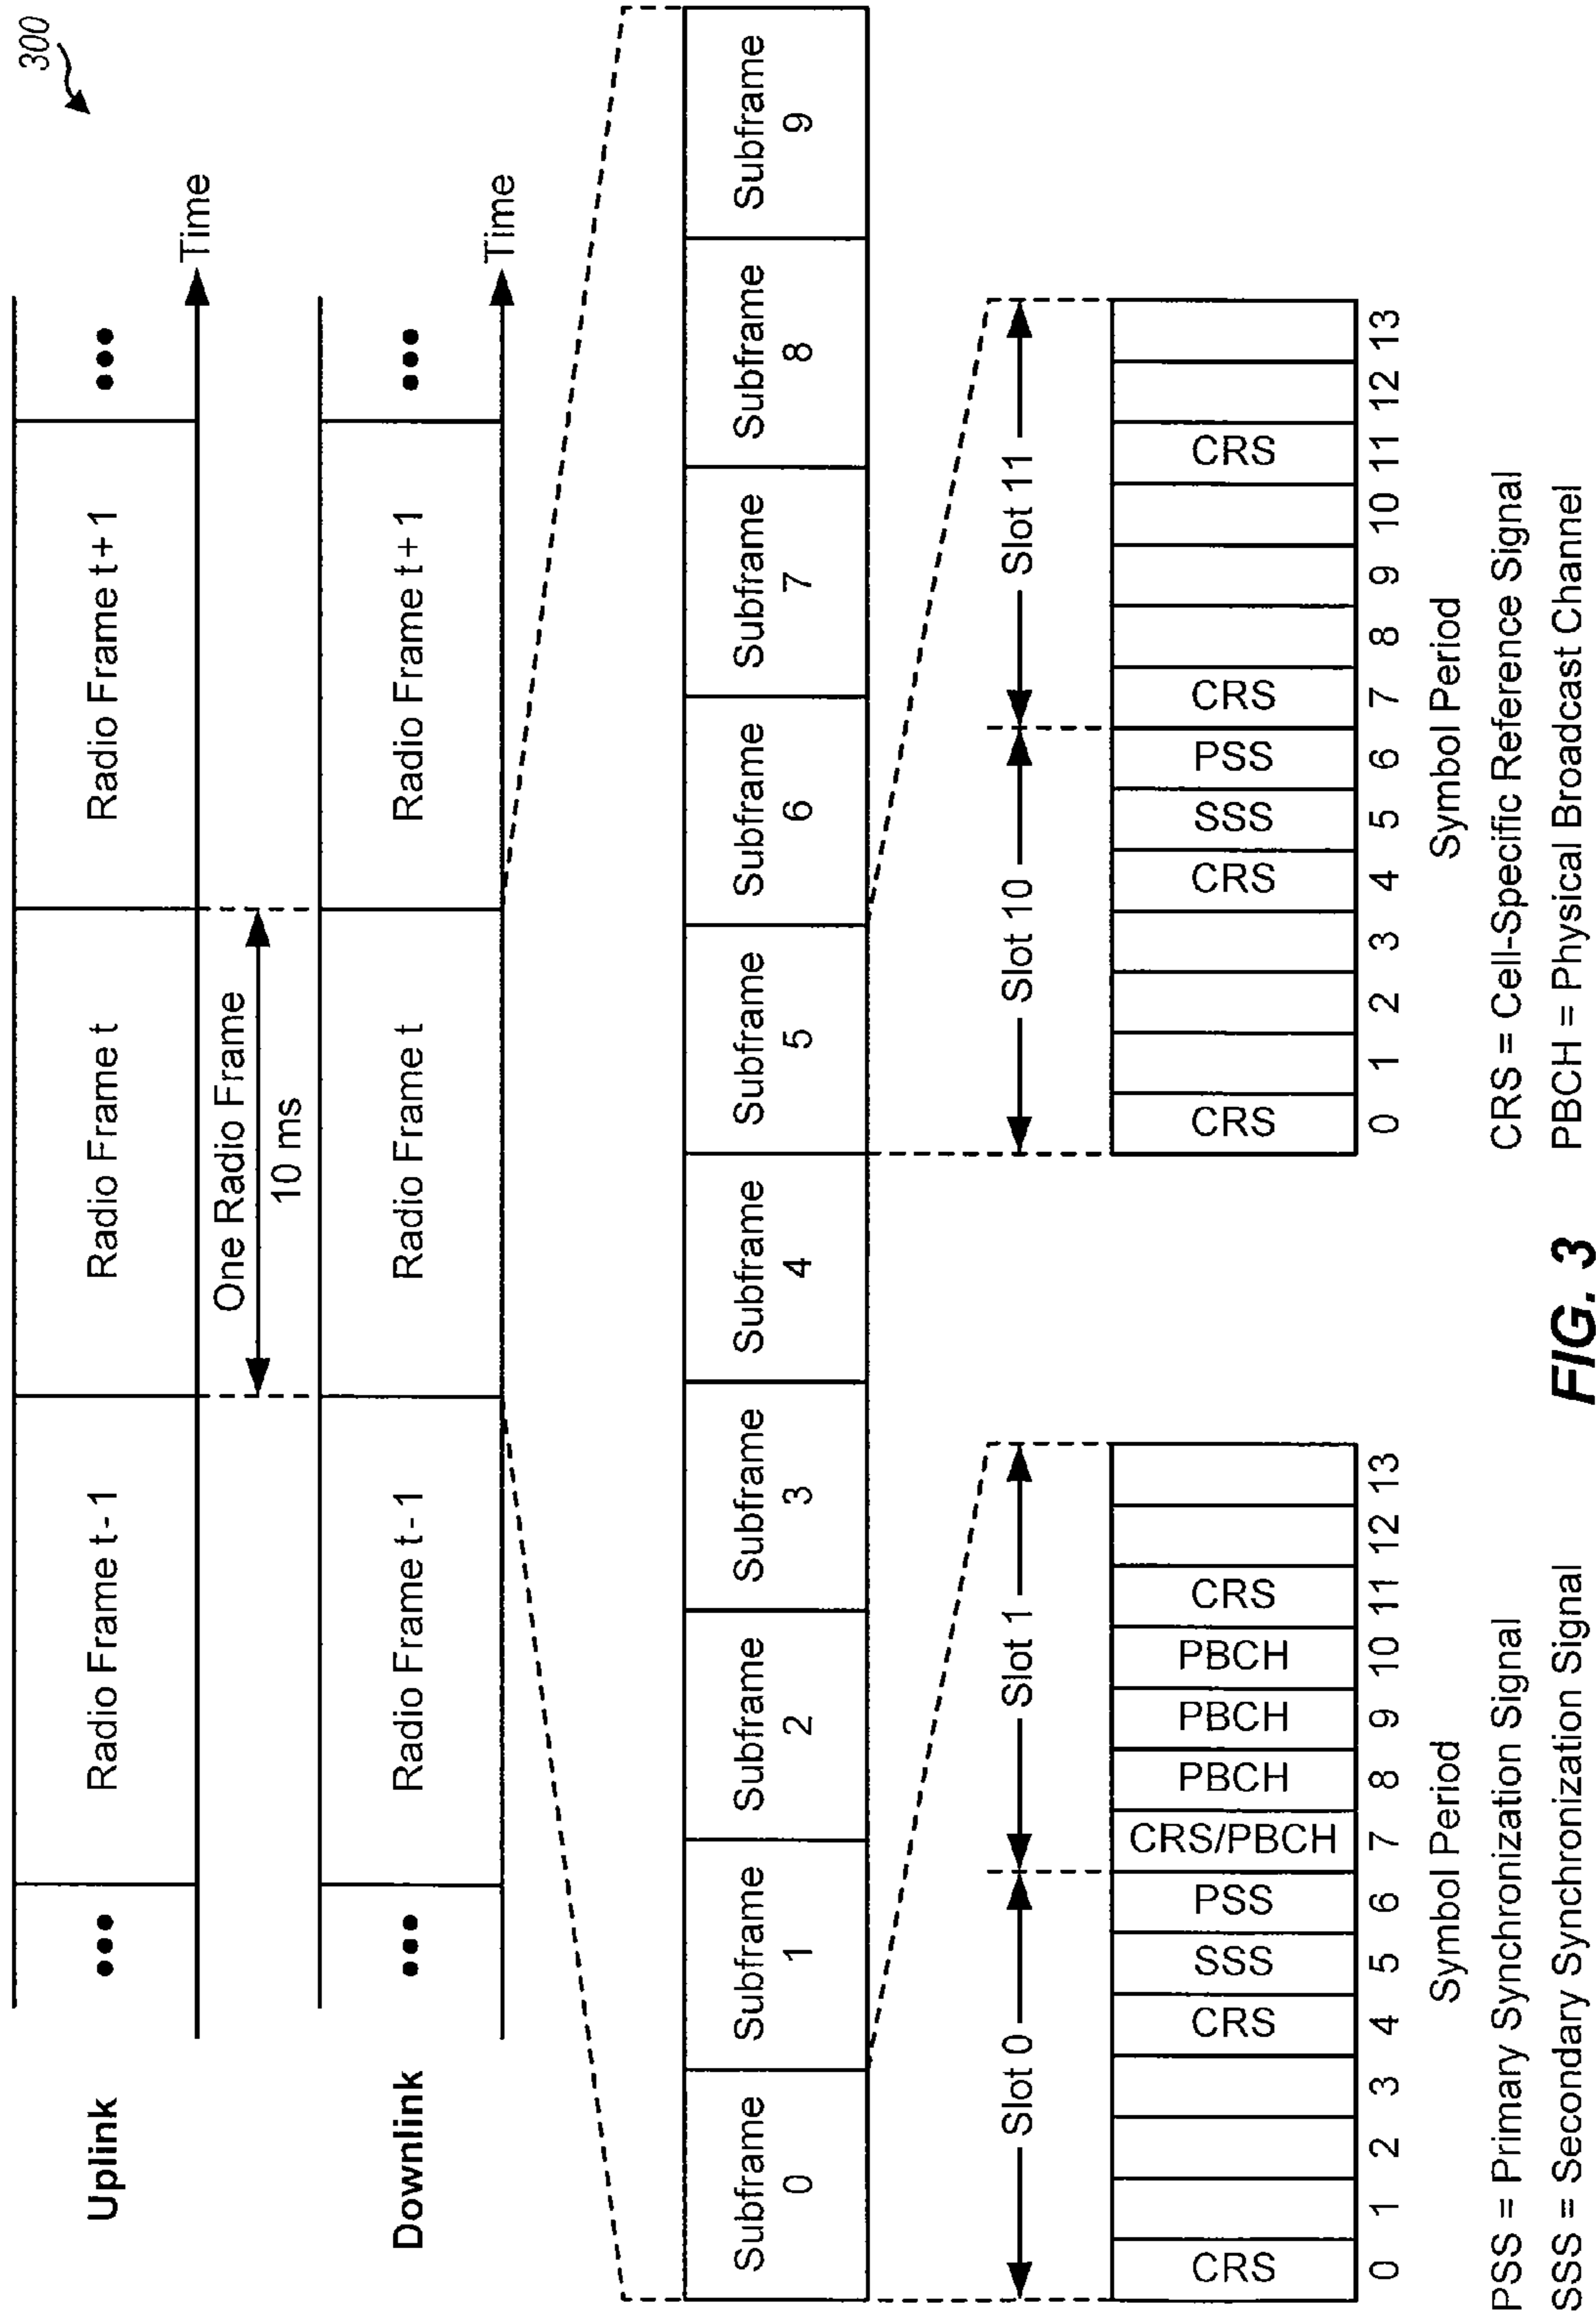 300
Uplink
••• Radio Frame t-1 Radio Frame t Radio Frame t+1 •••
Time
One Radio Frame
10 ms
Downlink
••• Radio Frame t-1 Radio Frame t Radio Frame t+1 •••
Time
Subframe 0
Subframe 1
Subframe 2
Subframe 3
Subframe 4
Subframe 5
Subframe 6
Subframe 7
Subframe 8
Subframe 9
Slot 0 Slot 1
CRS CRS SSS PSS CRS/PBCH PBCH PBCH PBCH CRS
0 1 2 3 4 5 6 7 8 9 10 11 12 13
Symbol Period
Slot 10 Slot 11
CRS CRS SSS PSS CRS CRS
0 1 2 3 4 5 6 7 8 9 10 11 12 13
Symbol Period
PSS = Primary Synchronization Signal
SSS = Secondary Synchronization Signal
CRS = Cell-Specific Reference Signal
PBCH = Physical Broadcast Channel
FIG. 3